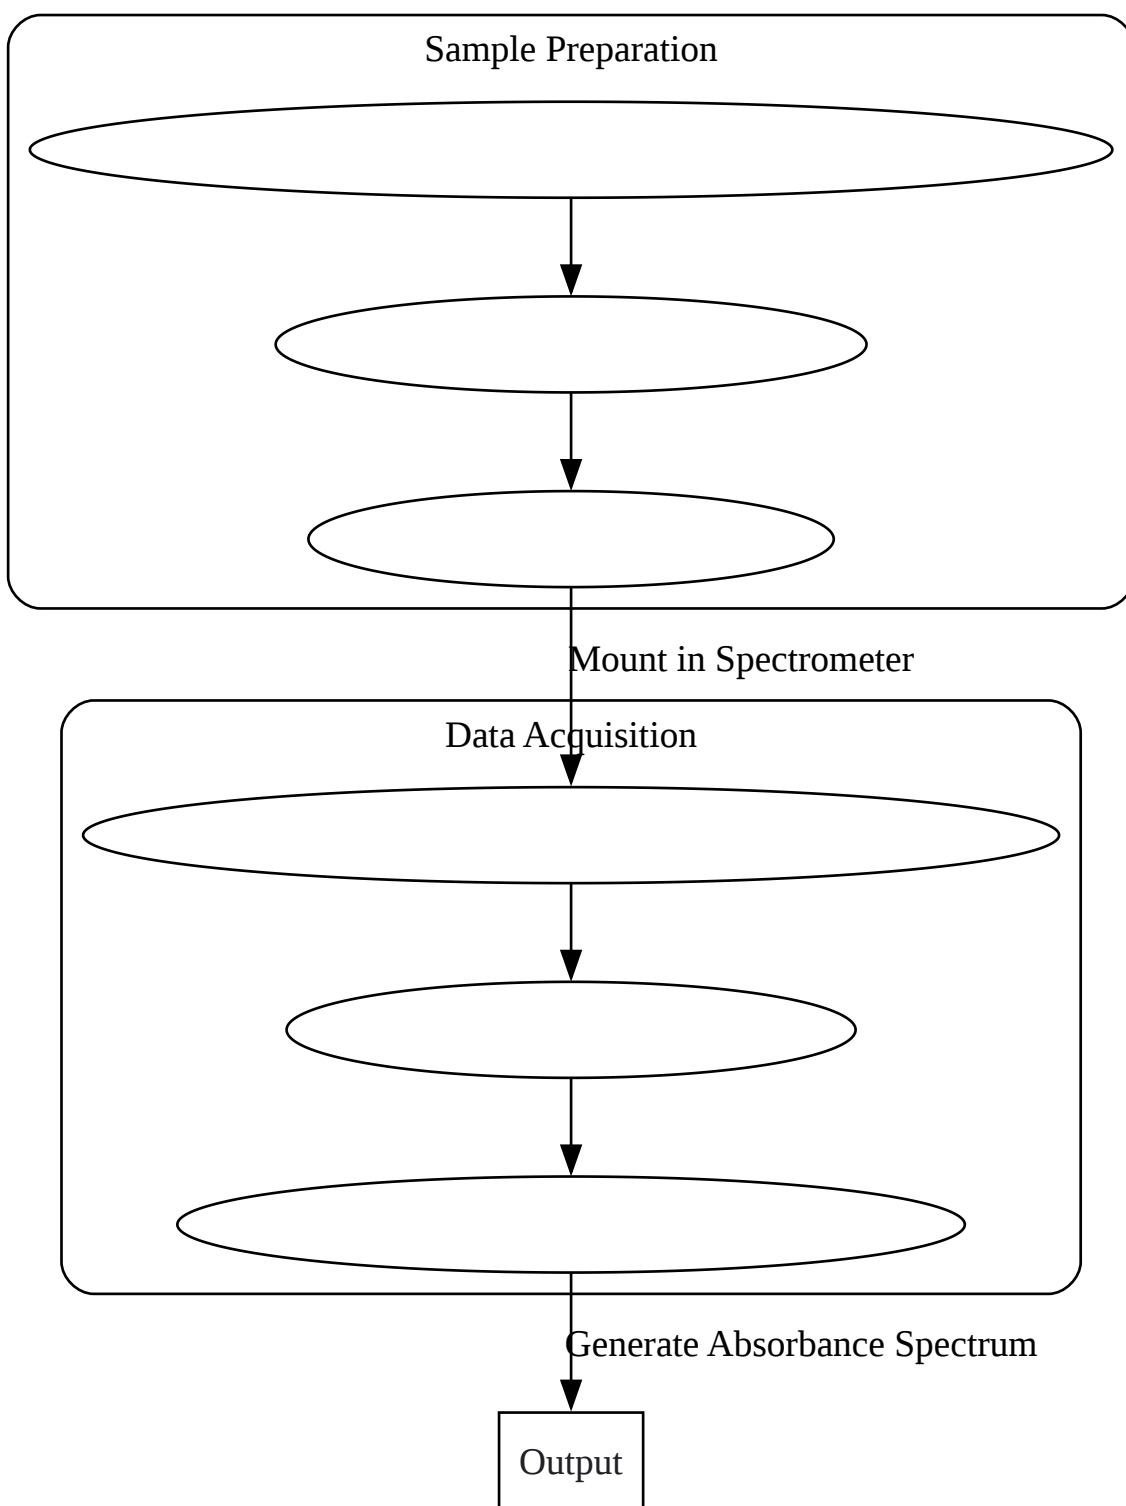 Sample Preparation
Mount in Spectrometer
Data Acquisition
Generate Absorbance Spectrum
Output